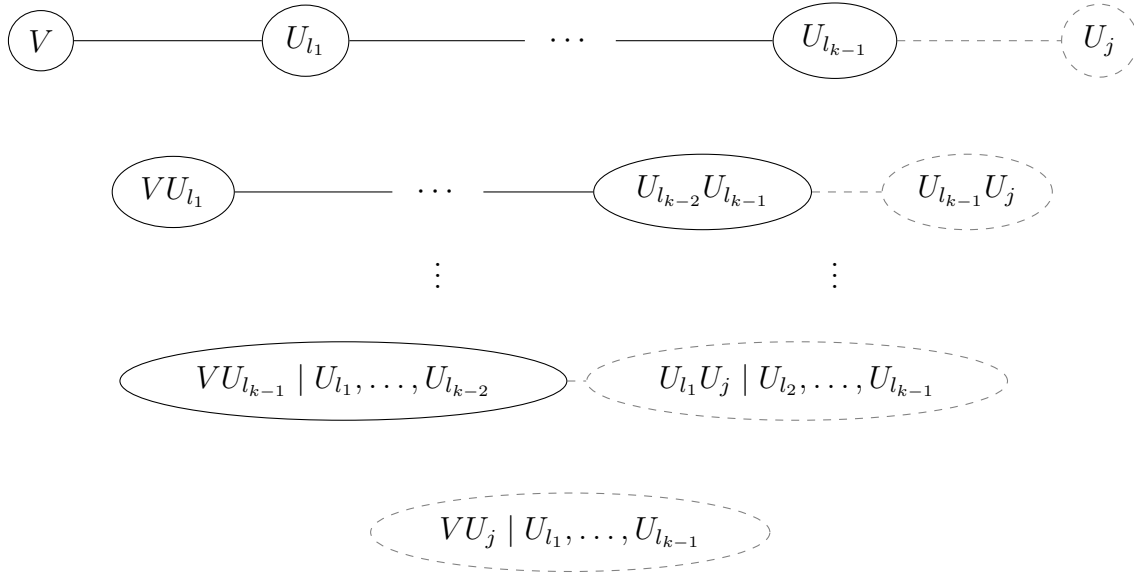 V U_{l_1} ··· U_{l_{k-1}} U_j
VU_{l_1} ··· U_{l_{k-2}}U_{l_{k-1}} U_{l_{k-1}}U_j
⋮ ⋮
VU_{l_{k-1}} | U_{l_1}, ..., U_{l_{k-2}} U_{l_1}U_j | U_{l_2}, ..., U_{l_{k-1}}
VU_j | U_{l_1}, ..., U_{l_{k-1}}